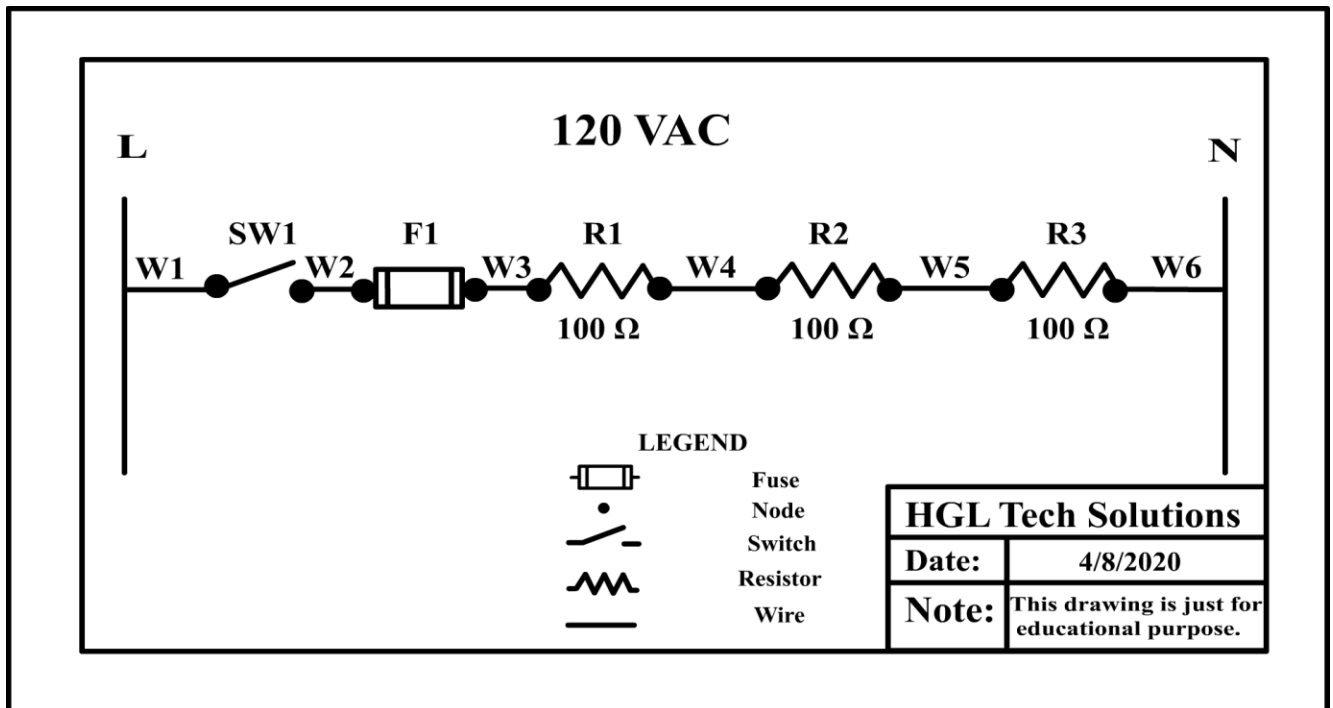 120 VAC
L
N
SW1 F1 R1 R2 R3
W1 W2 W3 W4 W5 W6
100 Ω 100 Ω 100 Ω
LEGEND
Fuse
Node
Switch
Resistor
Wire
HGL Tech Solutions
Date: 4/8/2020
Note: This drawing is just for
educational purpose.